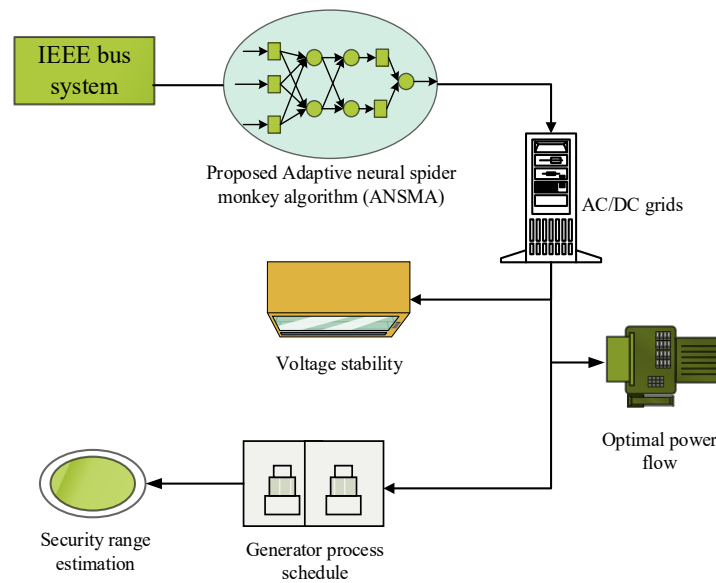 IEEE bus
system
Proposed Adaptive neural spider
monkey algorithm (ANSMA)
AC/DC grids
Voltage stability
Optimal power
flow
Security range
estimation
Generator process
schedule